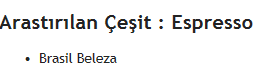 Arastırılan Çeşit : Espresso
• Brasil Beleza